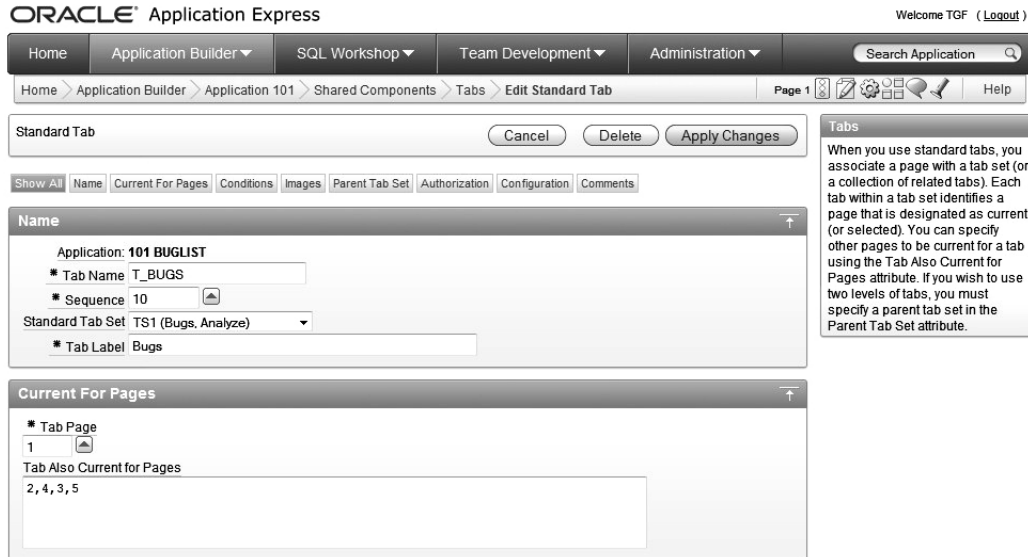 ORACLE Application Express
Welcome TGF ( Logout )
Home Application Builder SQL Workshop Team Development Administration Search Application
Home Application Builder Application 101 Shared Components Tabs Edit Standard Tab Page 1 Help
Standard Tab Cancel Delete Apply Changes
Show All Name Current For Pages Conditions Images Parent Tab Set Authorization Configuration Comments
Name
Application: 101 BUGLIST
* Tab Name T_BUGS
* Sequence 10
Standard Tab Set TS1 (Bugs, Analyze)
* Tab Label Bugs
Current For Pages
* Tab Page
1
Tab Also Current for Pages
2,4,3,5
Tabs
When you use standard tabs, you
associate a page with a tab set (or
a collection of related tabs). Each
tab within a tab set identifies a
page that is designated as current
(or selected). You can specify
other pages to be current for a tab
using the Tab Also Current for
Pages attribute. If you wish to use
two levels of tabs, you must
specify a parent tab set in the
Parent Tab Set attribute.